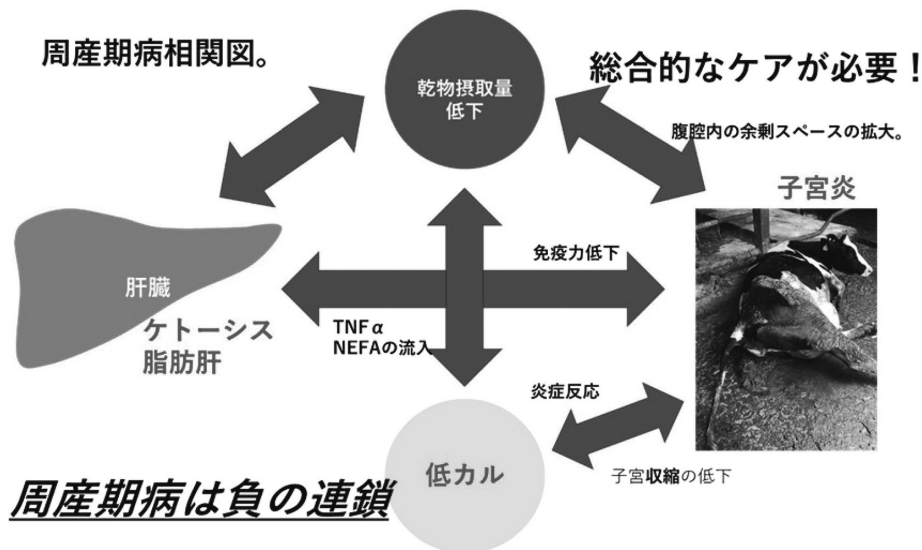 周産期病相関図。
乾物摂取量
低下
総合的なケアが必要！
腹腔内の余剰スペースの拡大。
子宮炎
免疫力低下
肝臓
ケトーシス
脂肪肝
TNFα
NEFAの流入
炎症反応
低カル
子宮収縮の低下
周産期病は負の連鎖